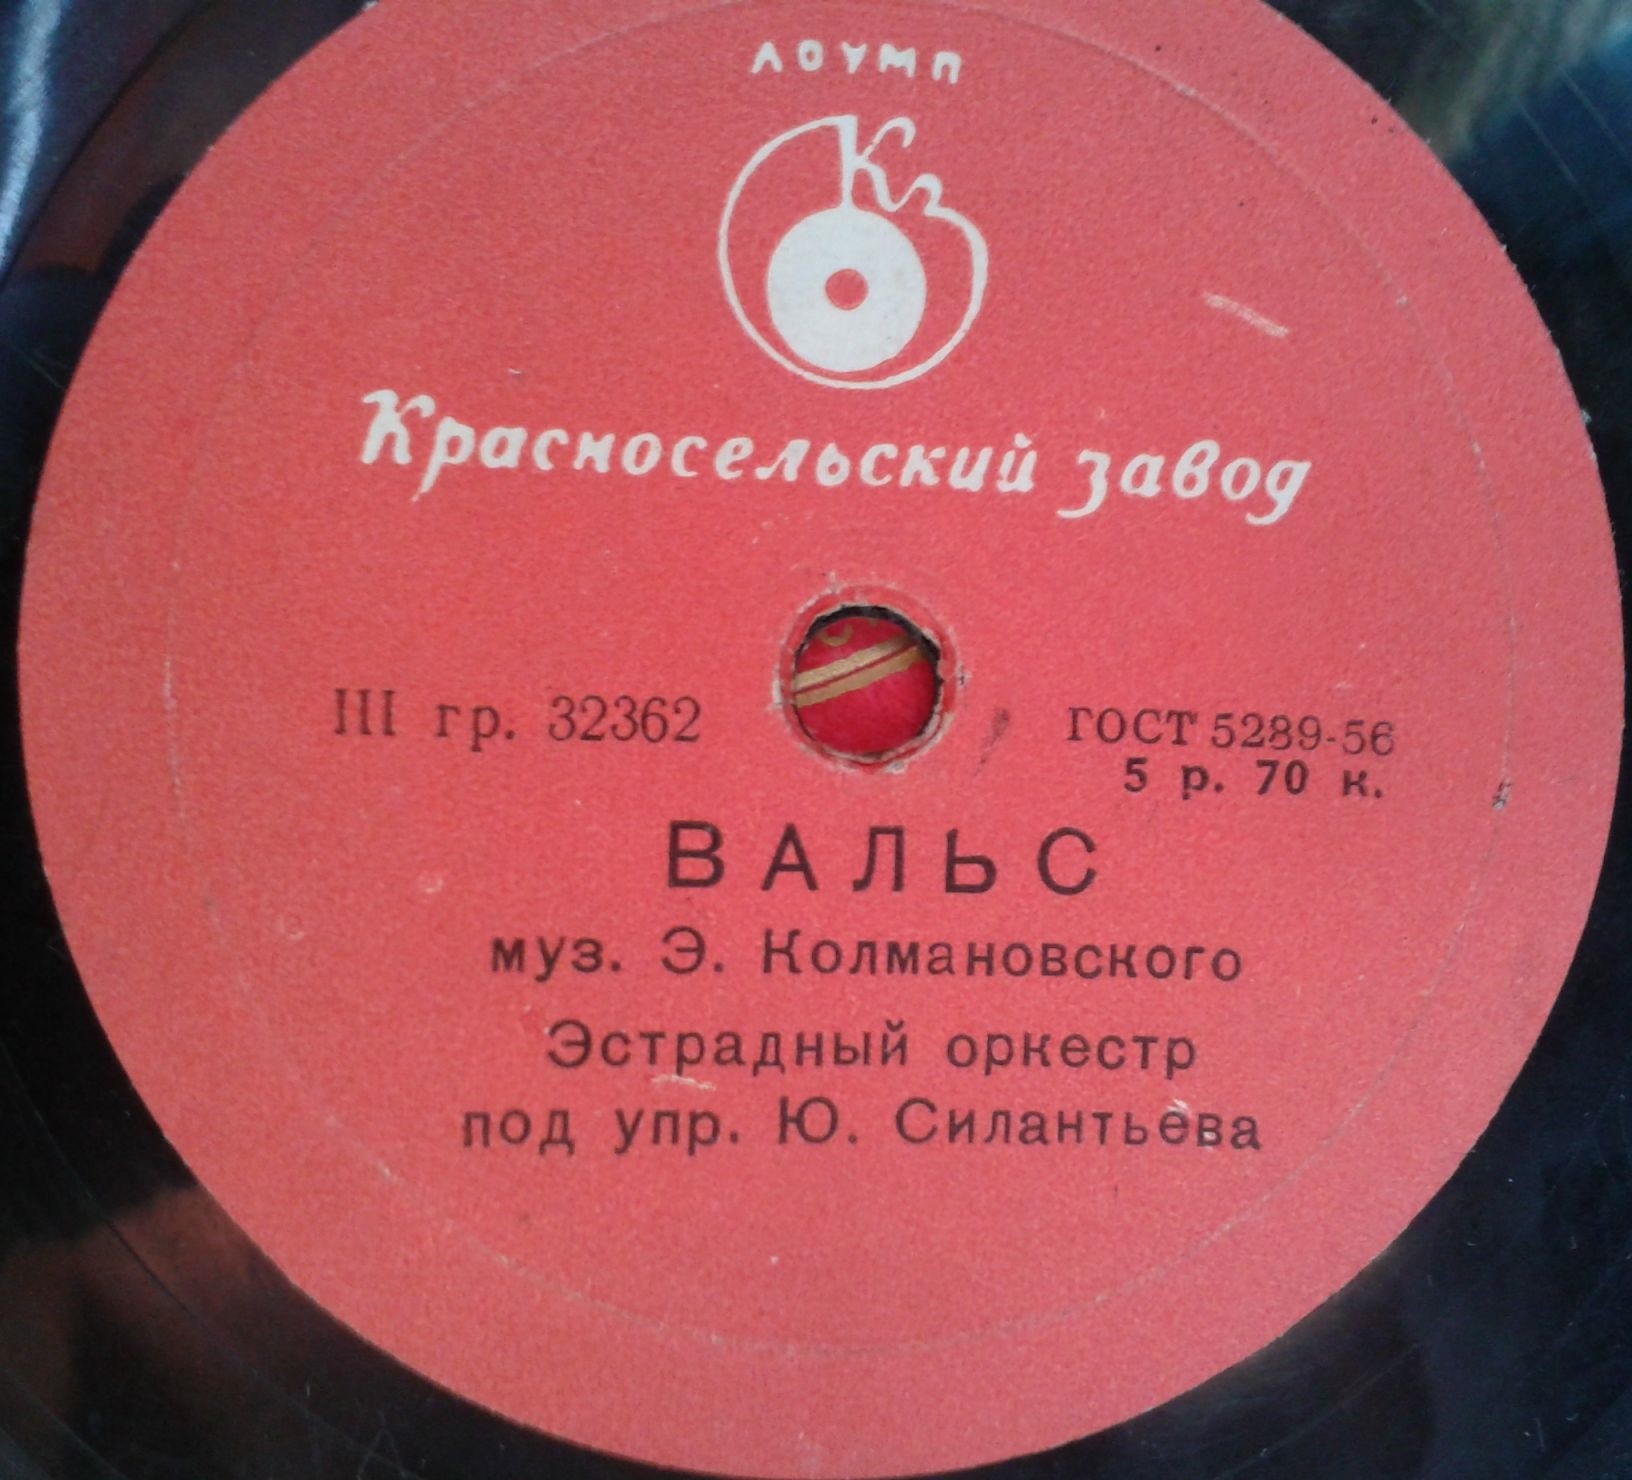 ЛОУМП
Кз
Красносельский завод
III гр. 32362
ГОСТ 5289-56
5 р. 70 к.
ВАЛЬС
муз. Э. Колмановского
Эстрадный оркестр
под упр. Ю. Силантьева